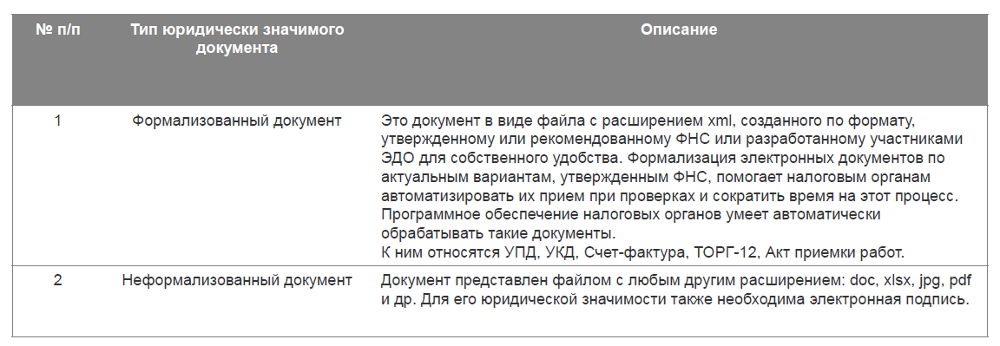 № п/п Тип юридически значимого Описание
документа
1 Формализованный документ Это документ в виде файла с расширением xml, созданного по формату,
утвержденному или рекомендованному ФНС или разработанному участниками
ЭДО для собственного удобства. Формализация электронных документов по
актуальным вариантам, утвержденным ФНС, помогает налоговым органам
автоматизировать их прием при проверках и сократить время на этот процесс.
Программное обеспечение налоговых органов умеет автоматически
обрабатывать такие документы.
К ним относятся УПД, УКД, Счет-фактура, ТОРГ-12, Акт приемки работ.
2 Неформализованный документ Документ представлен файлом с любым другим расширением: doc, xlsx, jpg, pdf
и др. Для его юридической значимости также необходима электронная подпись.